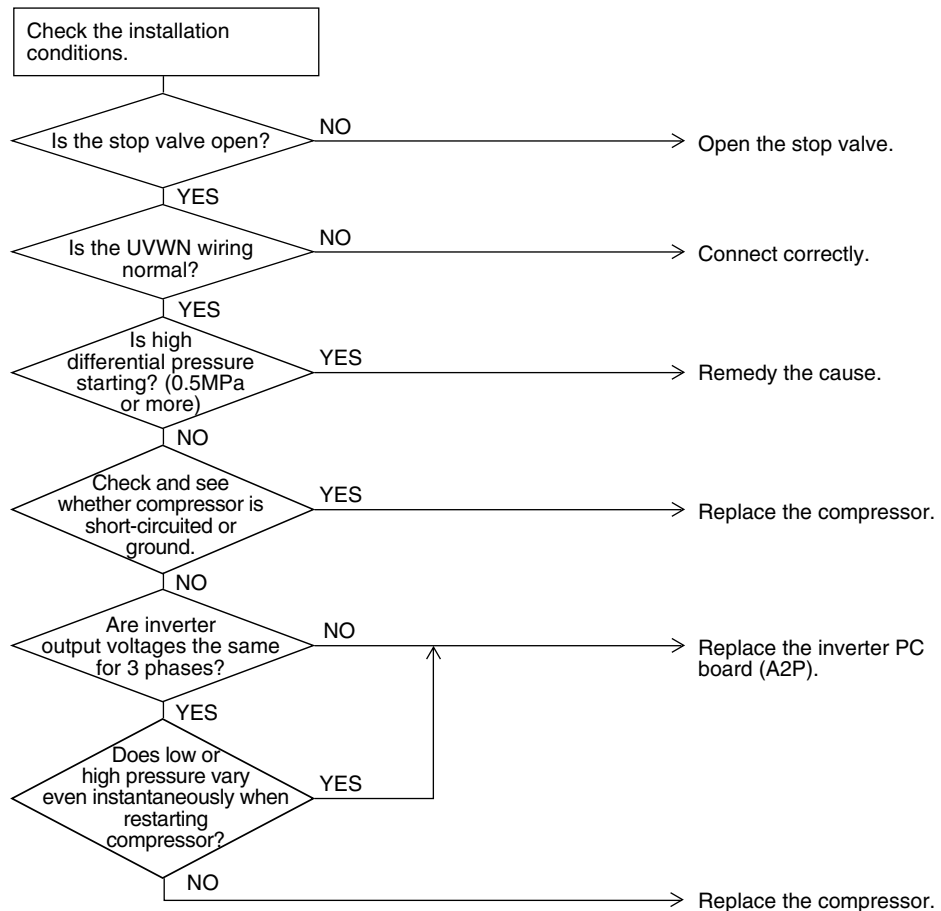 Check the installation
conditions.
Is the stop valve open?
NO
Open the stop valve.
YES
Is the UVWN wiring
normal?
NO
Connect correctly.
YES
Is high
differential pressure
starting? (0.5MPa
or more)
YES
Remedy the cause.
NO
Check and see
whether compressor is
short-circuited or
ground.
YES
Replace the compressor.
NO
Are inverter
output voltages the same
for 3 phases?
NO
Replace the inverter PC
board (A2P).
YES
Does low or
high pressure vary
even instantaneously when
restarting
compressor?
YES
NO
Replace the compressor.